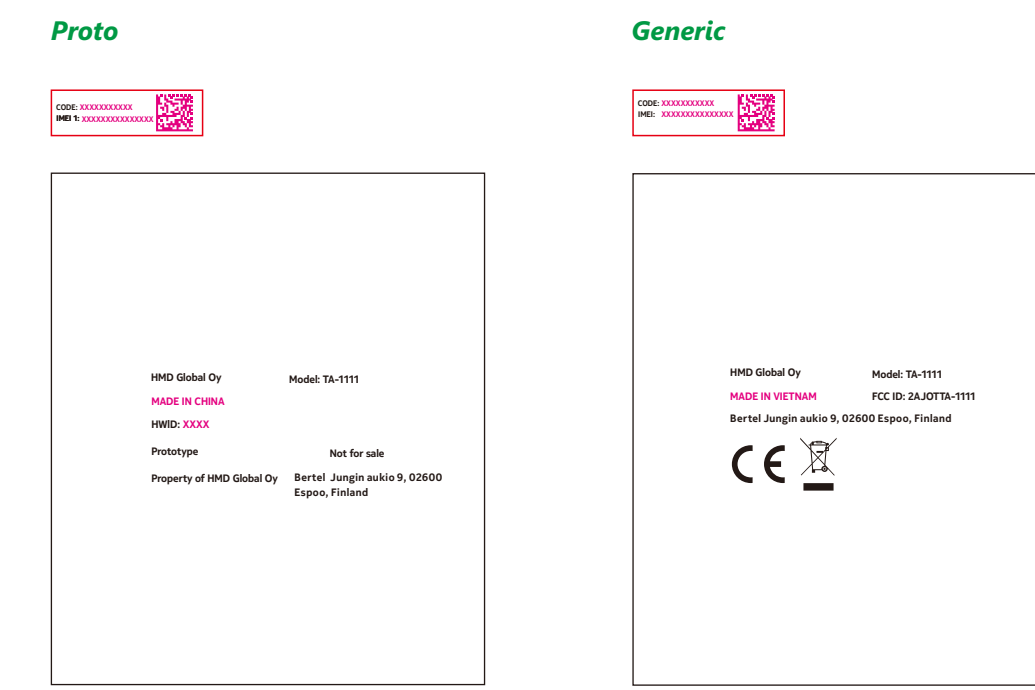 Proto
CODE: XXXXXXXXXXX
IMEI 1: XXXXXXXXXXXXXXX
HMD Global Oy
Model: TA-1111
MADE IN CHINA
HWID: XXXX
Prototype
Not for sale
Property of HMD Global Oy
Bertel Jungin aukio 9, 02600
Espoo, Finland
Generic
CODE: XXXXXXXXXXX
IMEI: XXXXXXXXXXXXXXX
HMD Global Oy
Model: TA-1111
MADE IN VIETNAM
FCC ID: 2AJOTTA-1111
Bertel Jungin aukio 9, 02600 Espoo, Finland
CE